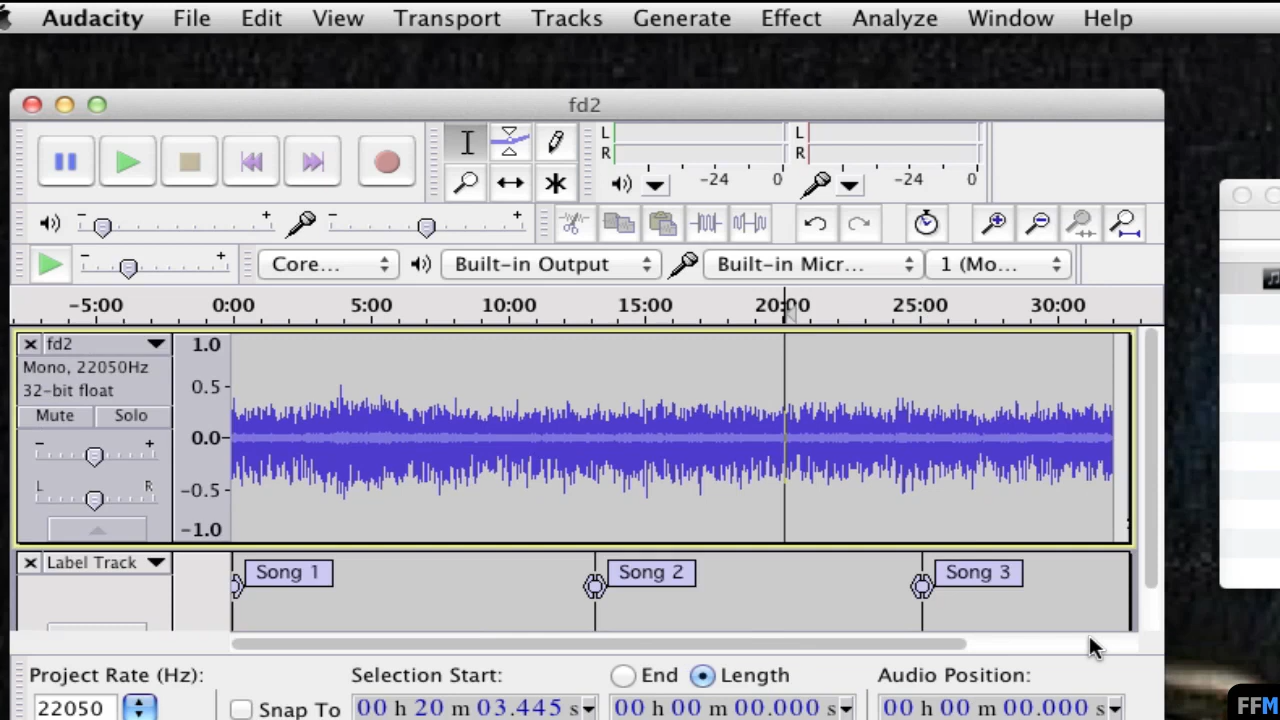 Audacity File Edit View Transport Tracks Generate Effect Analyze Window Help
fd2
L
R
-24 0
L
R
-24 0
- +
- +
- +
Core... Built-in Output Built-in Micr... 1 (Mo...
-5:00 0:00 5:00 10:00 15:00 20:00 25:00 30:00
fd2
Mono, 22050Hz
32-bit float
Mute Solo
- +
L R
1.0
0.5-
0.0-
-0.5-
-1.0
Label Track
Song 1 Song 2 Song 3
Project Rate (Hz): Selection Start: End Length Audio Position:
22050 Snap To 00 h 20 m 03.445 s 00 h 00 m 00.000 s 00 h 00 m 00.000 s
FFM